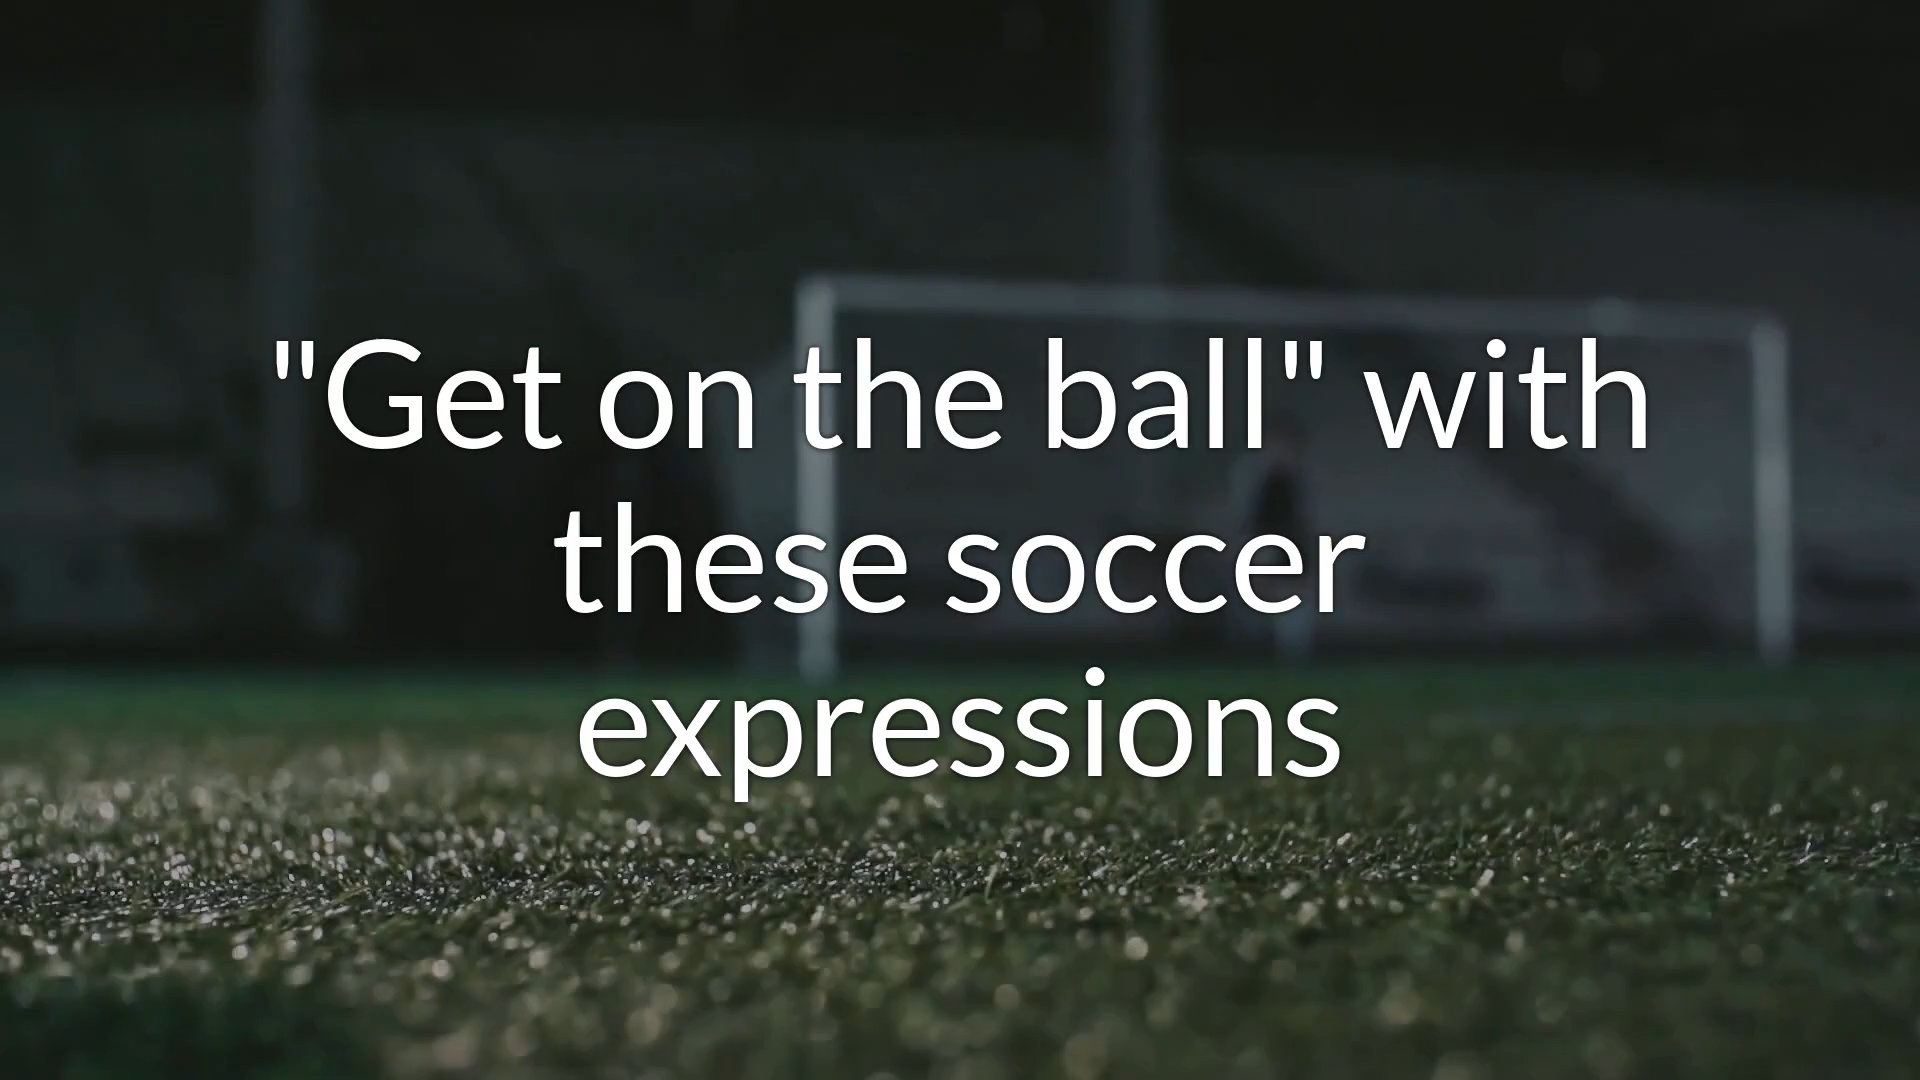 "Get on the ball" with
these soccer
expressions